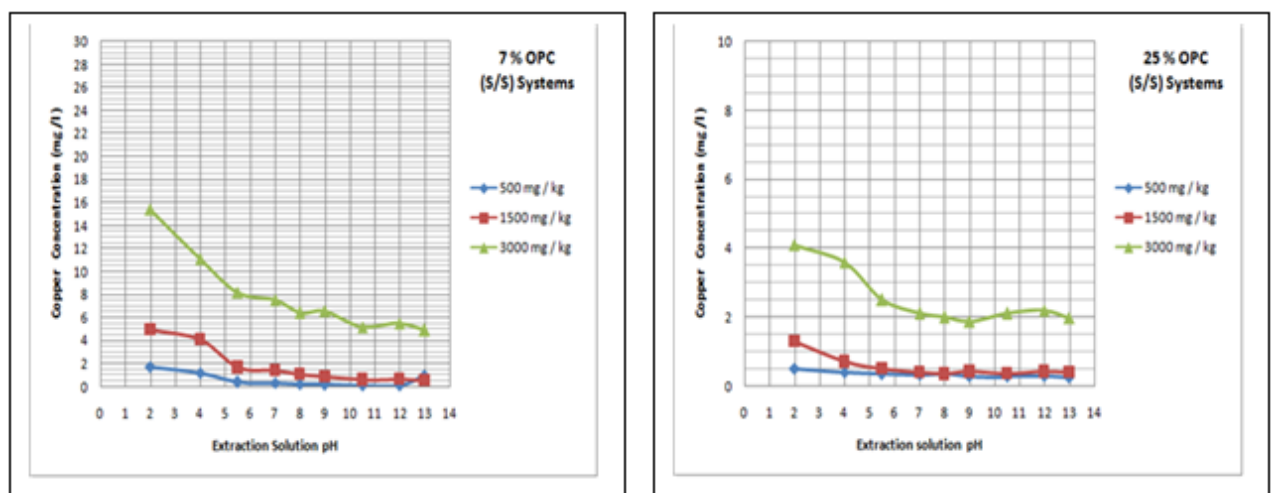 7 % OPC
(S/S) Systems
Copper Concentration (mg /l)
30
28
26
24
22
20
18
16
14
12
10
8
6
4
2
0
0 1 2 3 4 5 6 7 8 9 10 11 12 13 14
Extraction Solution pH
500 mg / kg
1500 mg / kg
3000 mg / kg
25 % OPC
(S/S) Systems
Copper Concentration (mg /l)
10
8
6
4
2
0
0 1 2 3 4 5 6 7 8 9 10 11 12 13 14
Extraction solution pH
500 mg / kg
1500 mg / kg
3000 mg / kg